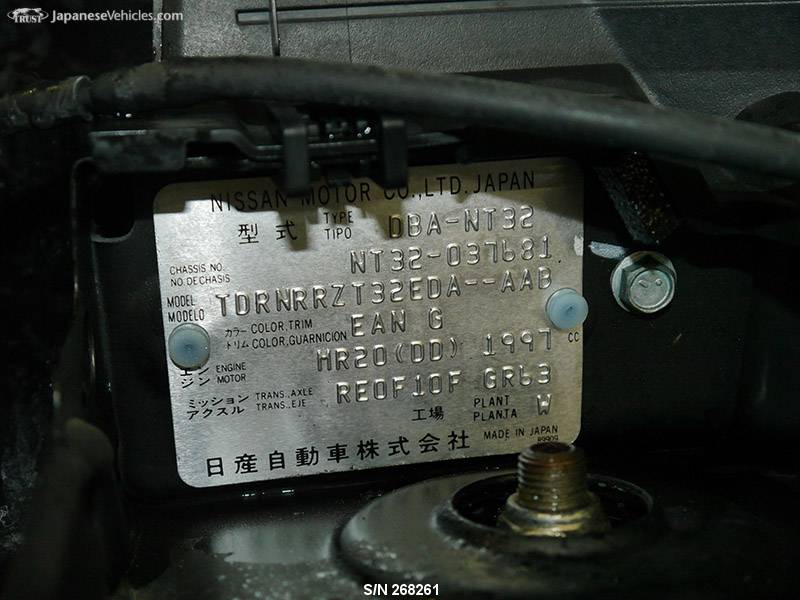 TRUST JapaneseVehicles.com
NISSAN MOTOR CO.,LTD. JAPAN
型式 TYPE TIPO DBA-NT32
CHASSIS NO. NO.DE CHASIS NT32-037681
MODEL MODELO TDRNRRZT32EDA--AAB
カラー COLOR,TRIM トリム COLOR,GUARNICION EAN G
エンジン ENGINE MOTOR MR20(DD) 1997 CC
ミッション アクスル TRANS.,AXLE TRANS.,EJE RE0F10F GR63
工場 PLANT PLANTA W
日産自動車株式会社 MADE IN JAPAN
89909
S/N 268261